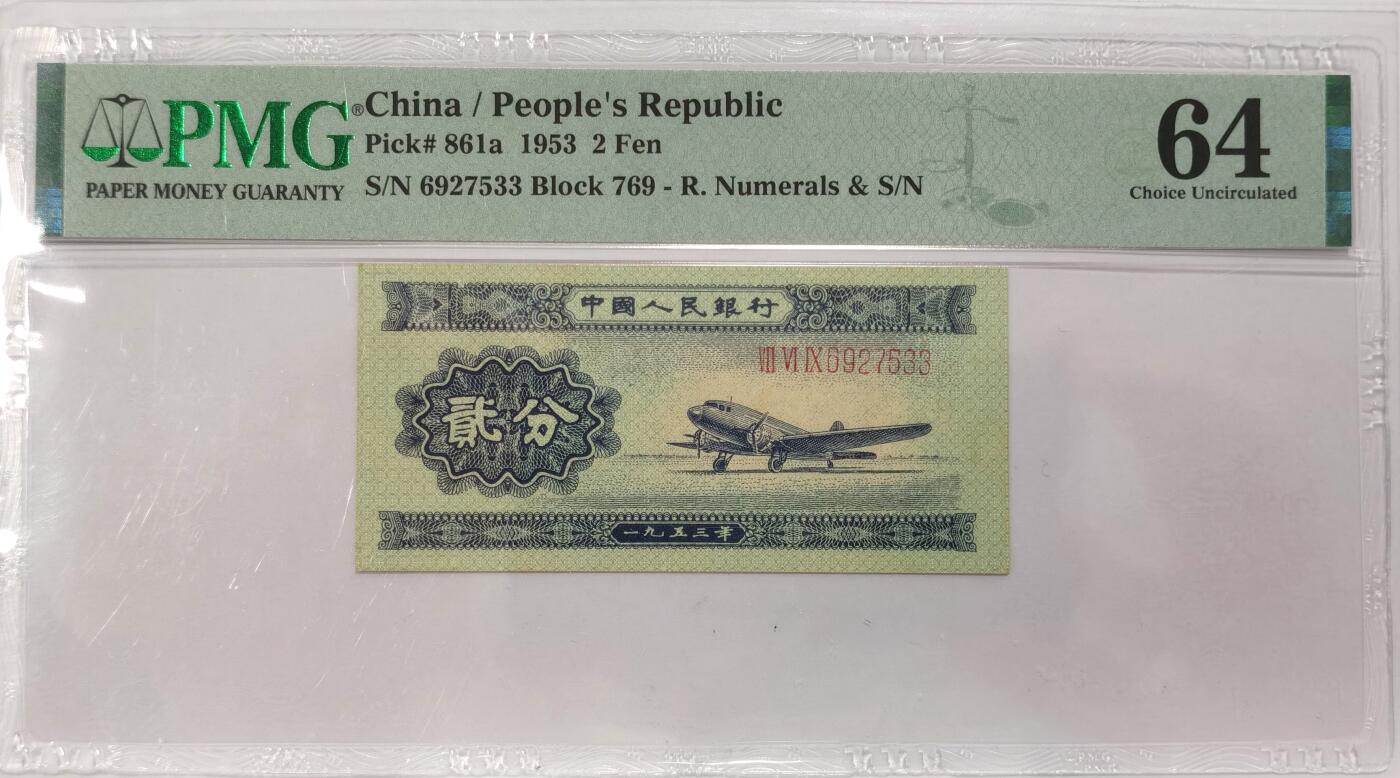 PMG®
PAPER MONEY GUARANTY
China / People's Republic
Pick# 861a 1953 2 Fen
S/N 6927533 Block 769 - R. Numerals & S/N
64
Choice Uncirculated
中國人民銀行
VII VI IX 6927533
貳分
一九五三年